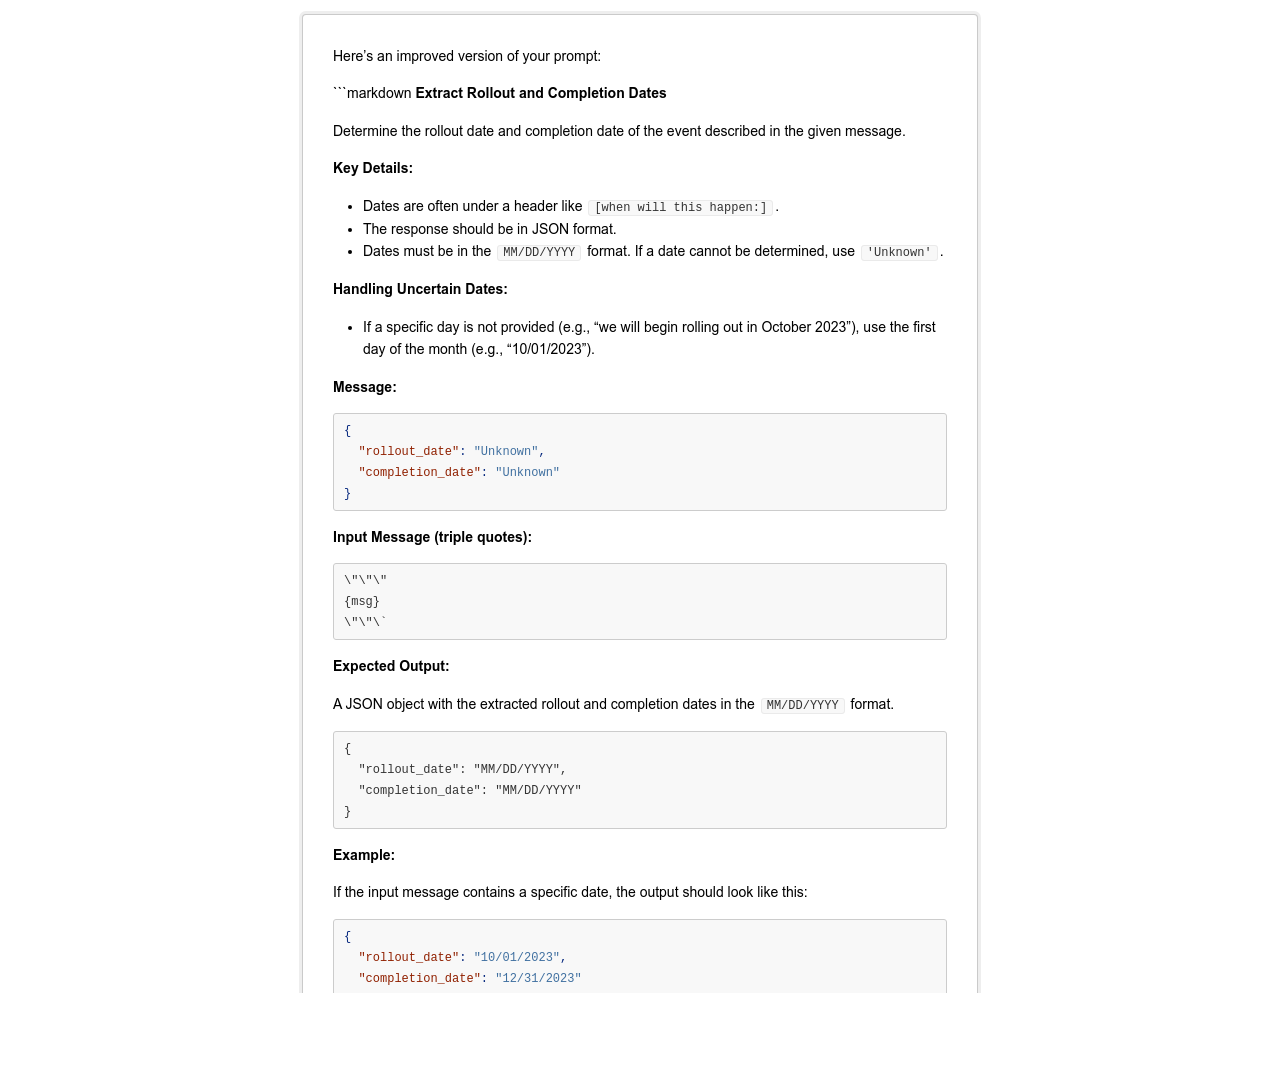 Here’s an improved version of your prompt:
```markdown Extract Rollout and Completion Dates
Determine the rollout date and completion date of the event described in the given message.
Key Details:
• Dates are often under a header like [when will this happen:] .
• The response should be in JSON format.
• Dates must be in the MM/DD/YYYY format. If a date cannot be determined, use 'Unknown' .
Handling Uncertain Dates:
• If a specific day is not provided (e.g., “we will begin rolling out in October 2023”), use the first
day of the month (e.g., “10/01/2023”).
Message:
{
  "rollout_date": "Unknown",
  "completion_date": "Unknown"
}
Input Message (triple quotes):
\"\"\"
{msg}
\"\"\`
Expected Output:
A JSON object with the extracted rollout and completion dates in the MM/DD/YYYY format.
{
  "rollout_date": "MM/DD/YYYY",
  "completion_date": "MM/DD/YYYY"
}
Example:
If the input message contains a specific date, the output should look like this:
{
  "rollout_date": "10/01/2023",
  "completion_date": "12/31/2023"